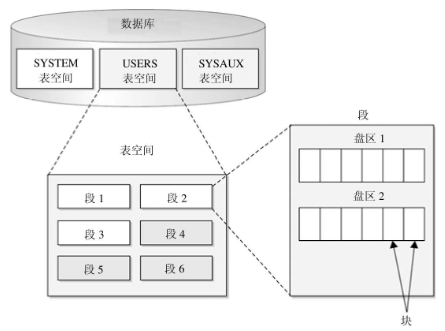 数据库
SYSTEM
表空间
USERS
表空间
SYSAUX
表空间
表空间
段 1
段 2
段 3
段 4
段 5
段 6
段
盘区 1
盘区 2
块